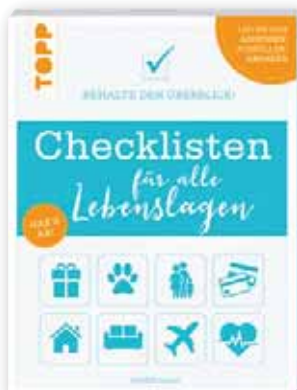 TOPP
BEHALTE DEN ÜBERBLICK!
Checklisten
für alle
Lebenslagen
HAK'S
AB!